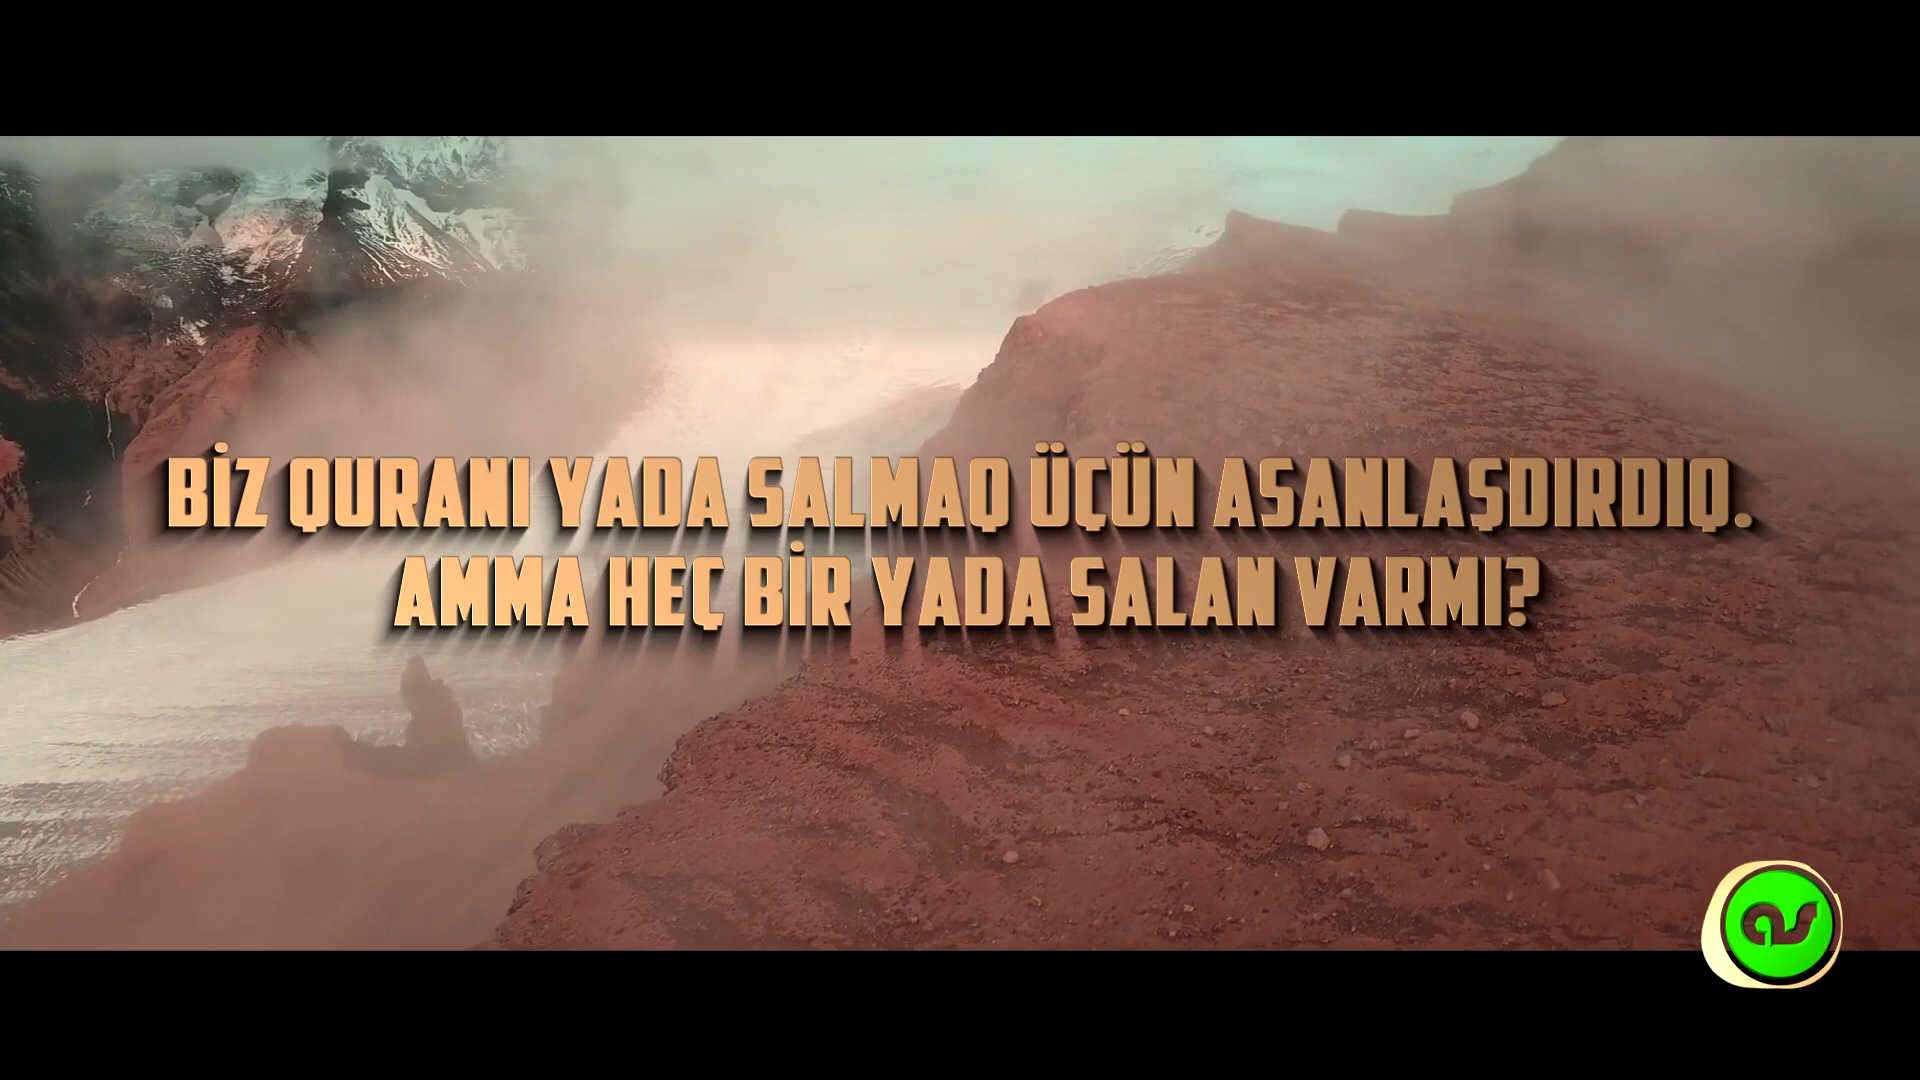 BİZ QURANI YADA SALMAQ ÜÇÜN ASANLAŞDIRDIQ.
AMMA HEÇ BİR YADA SALAN VARMI?